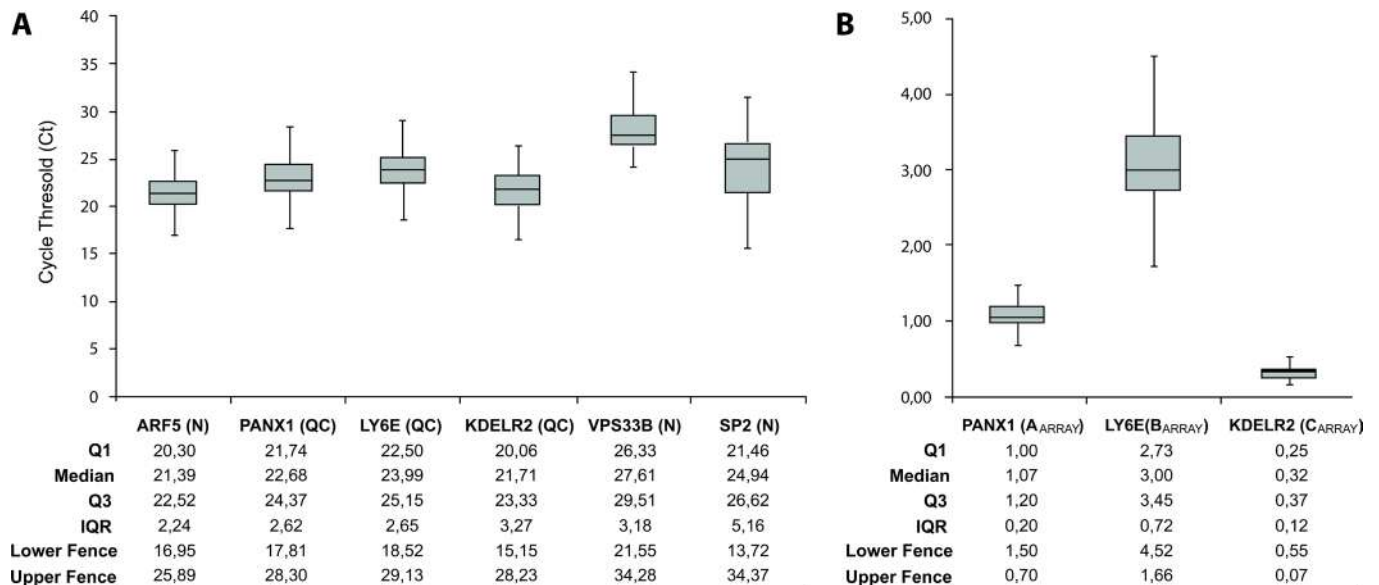 A
Cycle Thresold (Ct)
40
35
30
25
20
15
10
5
0
ARF5 (N) PANX1 (QC) LY6E (QC) KDELR2 (QC) VPS33B (N) SP2 (N)
Q1 20,30 21,74 22,50 20,06 26,33 21,46
Median 21,39 22,68 23,99 21,71 27,61 24,94
Q3 22,52 24,37 25,15 23,33 29,51 26,62
IQR 2,24 2,62 2,65 3,27 3,18 5,16
Lower Fence 16,95 17,81 18,52 15,15 21,55 13,72
Upper Fence 25,89 28,30 29,13 28,23 34,28 34,37
B
5,00
4,00
3,00
2,00
1,00
0,00
PANX1 (AARRAY) LY6E(BARRAY) KDELR2 (CARRAY)
Q1 1,00 2,73 0,25
Median 1,07 3,00 0,32
Q3 1,20 3,45 0,37
IQR 0,20 0,72 0,12
Lower Fence 1,50 4,52 0,55
Upper Fence 0,70 1,66 0,07